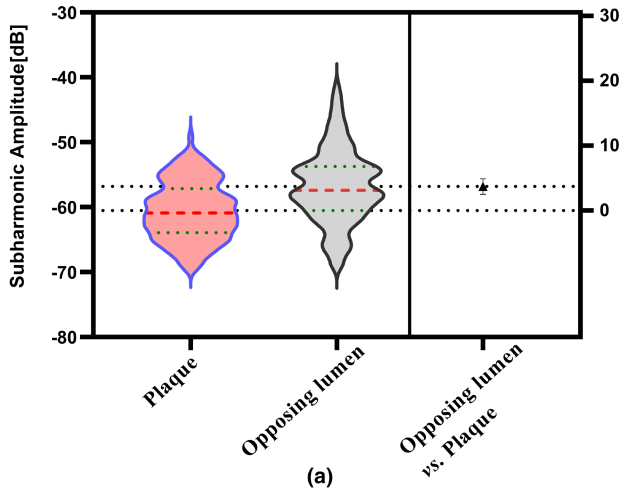 Subharmonic Amplitude[dB]
-30
-40
-50
-60
-70
-80
30
20
10
0
Plaque
Opposing lumen
Opposing lumen
vs. Plaque
(a)